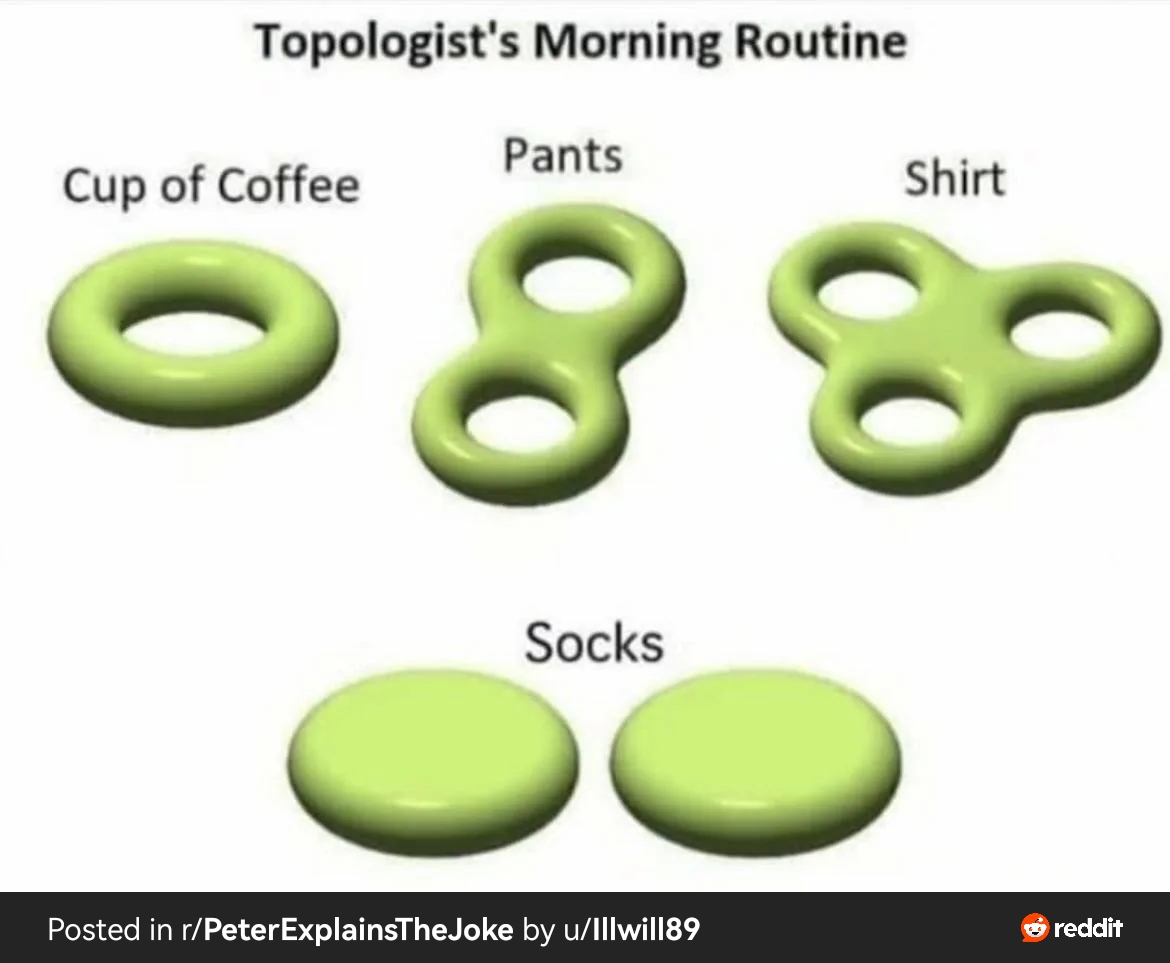 Topologist's Morning Routine
Cup of Coffee
Pants
Shirt
Socks
Posted in r/PeterExplainsTheJoke by u/Illwill89
reddit